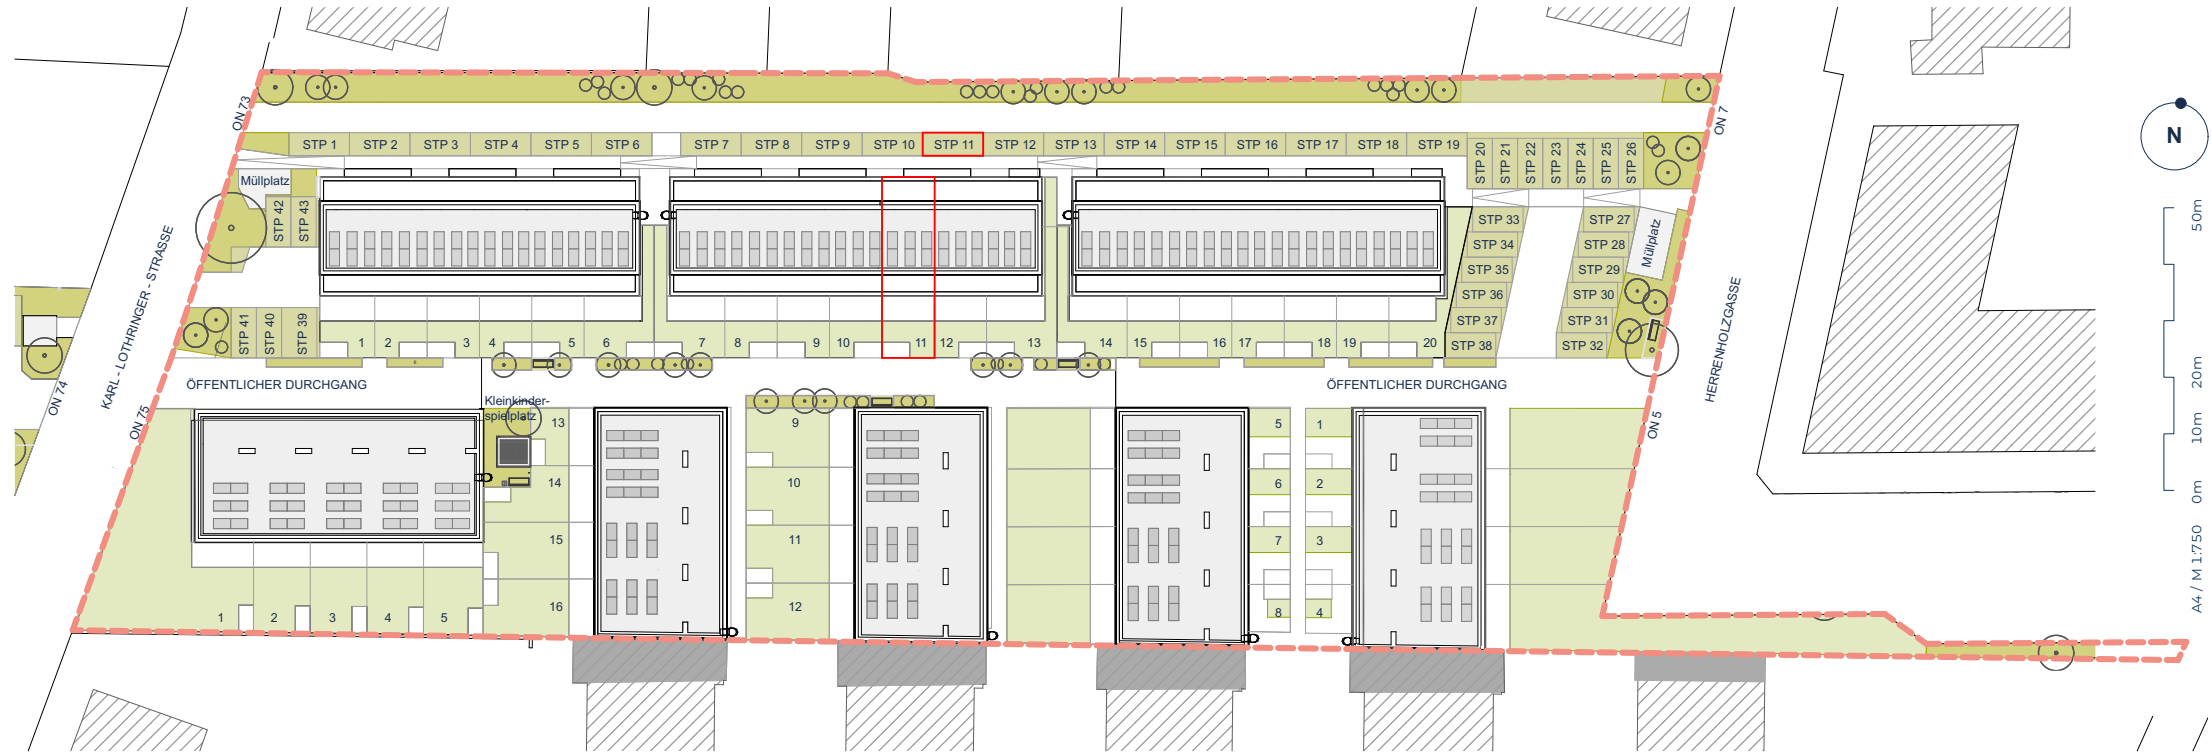 ON 73
ON 7
STP 1 STP 2 STP 3 STP 4 STP 5 STP 6 STP 7 STP 8 STP 9 STP 10 STP 11 STP 12 STP 13 STP 14 STP 15 STP 16 STP 17 STP 18 STP 19
STP 20
STP 21
STP 22
STP 23
STP 24
STP 25
STP 26
N
Müllplatz
STP 42
STP 43
STP 33 STP 27
STP 34 STP 28
STP 35 STP 29
STP 36 STP 30
STP 37 STP 31
STP 38 STP 32
Müllplatz
KARL - LOTHRINGER - STRASSE
HERRENHOLZGASSE
STP 41
STP 40
STP 39
1 2 3 4 5 6 7 8 9 10 11 12 13 14 15 16 17 18 19 20
ÖFFENTLICHER DURCHGANG
ÖFFENTLICHER DURCHGANG
ON 74
ON 75
ON 5
Kleinkinder-
spielplatz
13 9 5 1
14 10 6 2
15 11 7 3
16 12 8 4
1 2 3 4 5
50m
20m
10m
0m
A4 / M 1:750